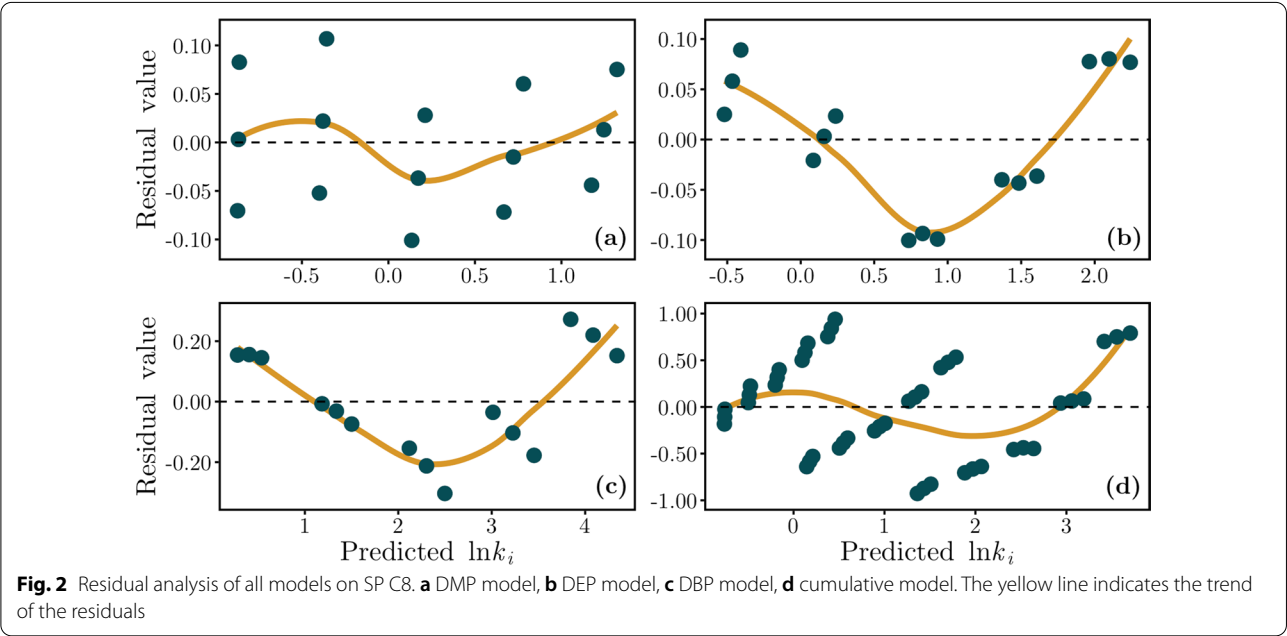 Residual value
0.10
0.05
0.00
-0.05
-0.10
(a)
-0.5 0.0 0.5 1.0
0.10
0.05
0.00
-0.05
-0.10
(b)
-0.5 0.0 0.5 1.0 1.5 2.0
Residual value
0.20
0.00
-0.20
(c)
1 2 3 4
Predicted lnk_i
1.00
0.50
0.00
-0.50
-1.00
(d)
0 1 2 3
Predicted lnk_i
Fig. 2 Residual analysis of all models on SP C8. a DMP model, b DEP model, c DBP model, d cumulative model. The yellow line indicates the trend
of the residuals